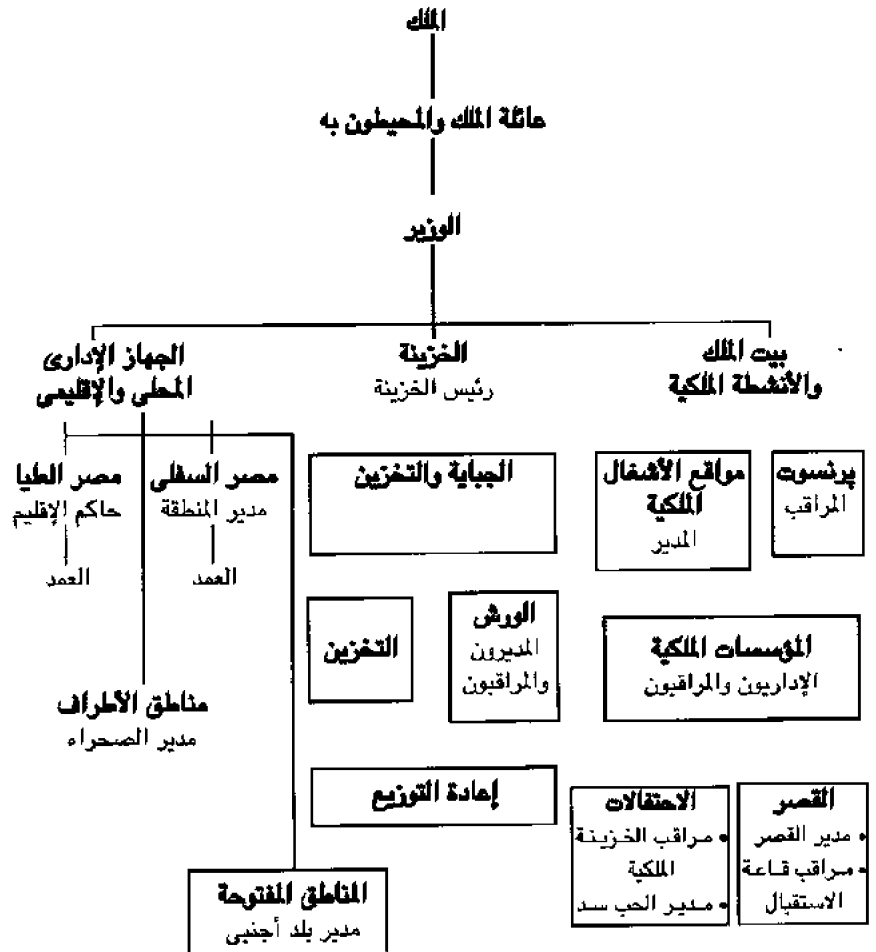 الملك
عائلة الملك والمحيطون به
الوزير
بيت الملك
والأنشطة الملكية
الخزينة
رئيس الخزينة
الجهاز الإدارى
المحلى والإقليمى
پرنسوت
المراقب
مواقع الأشغال
الملكية
المدير
الجباية والتخزين
مصر السفلى
مدير المنطقة
العمد
مصر العليا
حاكم الإقليم
العمد
المؤسسات الملكية
الإداريون والمراقبون
الورش
المديرون
والمراقبون
التخزين
مناطق الأطراف
مدير الصحراء
القصر
• مدير القصر
• مراقب قاعة
الاستقبال
الاحتفالات
• مراقب الخزينة
الملكية
• مدير الحب سد
إعادة التوزيع
المناطق المفتوحة
مدير بلد أجنبى